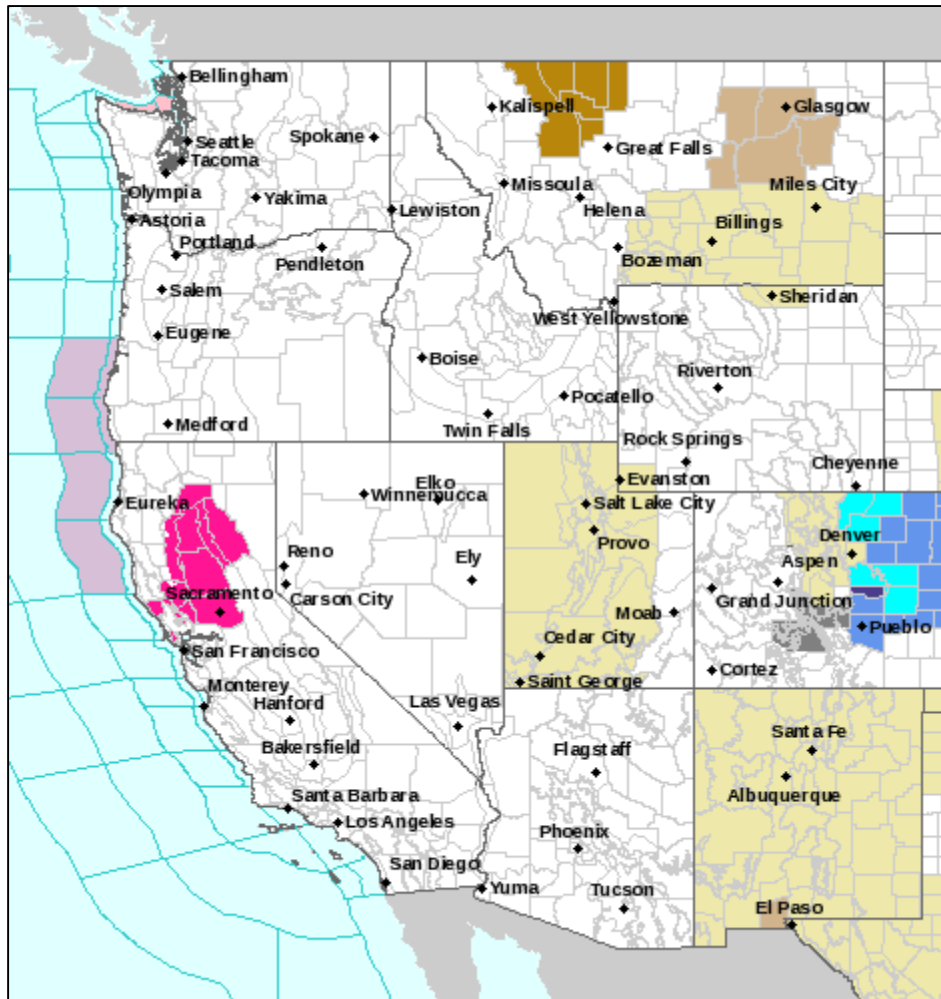 Bellingham
Kalispell
Glasgow
Seattle
Spokane
Great Falls
Tacoma
Olympia
Missoula
Miles City
Yakima
Helena
Astoria
Lewiston
Billings
Portland
Pendleton
Bozeman
Salem
Sheridan
West Yellowstone
Eugene
Boise
Riverton
Pocatello
Medford
Twin Falls
Rock Springs
Cheyenne
Elko
Evanston
Eureka
Winnemucca
Salt Lake City
Provo
Denver
Reno
Ely
Aspen
Sacramento
Carson City
Grand Junction
Moab
Pueblo
Cedar City
San Francisco
Cortez
Saint George
Monterey
Hanford
Las Vegas
Bakersfield
Flagstaff
Santa Fe
Albuquerque
Santa Barbara
Los Angeles
Phoenix
San Diego
Yuma
Tucson
El Paso